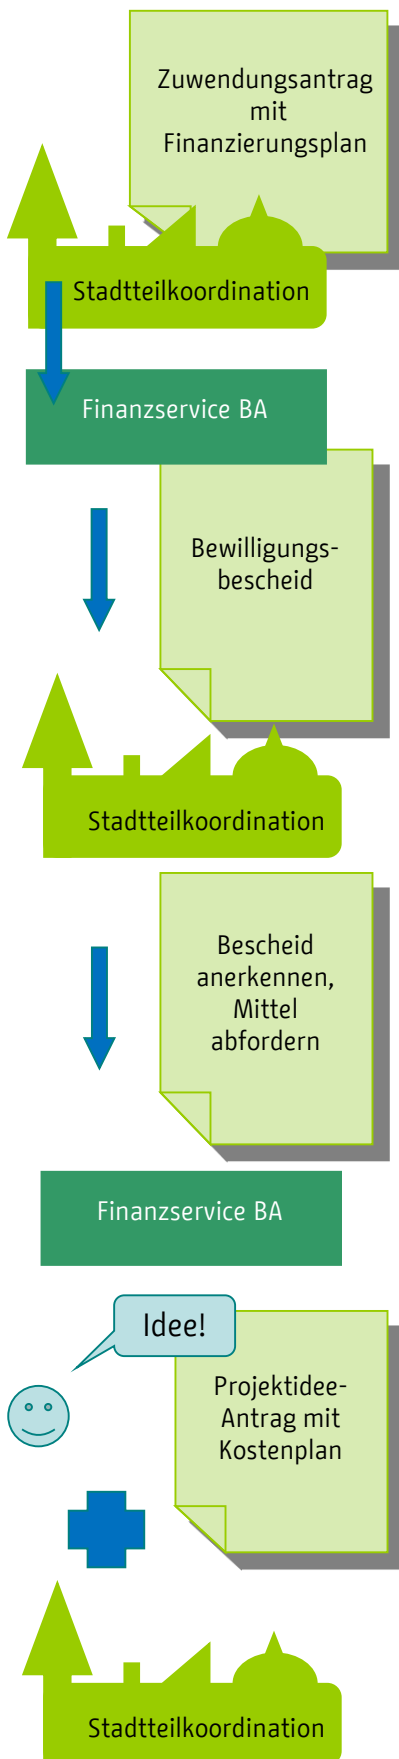 Zuwendungsantrag
mit
Finanzierungsplan
Stadtteilkoordination
Finanzservice BA
Bewilligungs-
bescheid
Stadtteilkoordination
Bescheid
anerkennen,
Mittel
abfordern
Finanzservice BA
Idee!
Projektidee-
Antrag mit
Kostenplan
Stadtteilkoordination